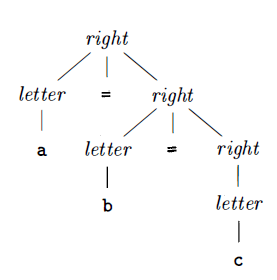 right
letter = right
a letter = right
b letter
c